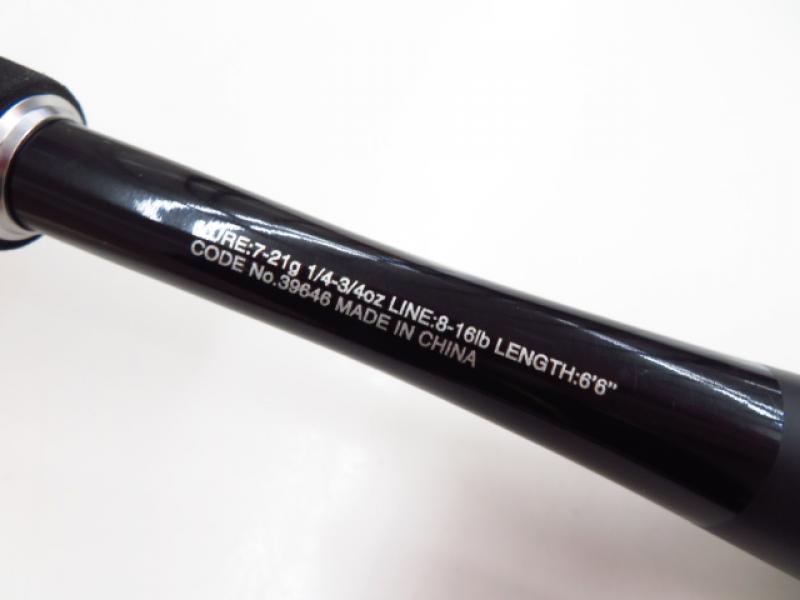 LURE:7-21g 1/4-3/4oz LINE:8-16lb LENGTH:6'6"
CODE No.39646 MADE IN CHINA